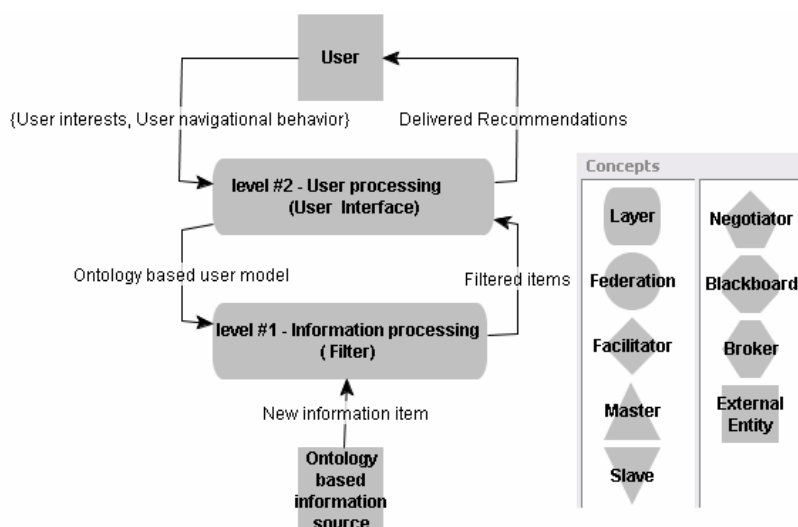 User
{User interests, User navigational behavior}
Delivered Recommendations
level #2 - User processing
(User Interface)
Ontology based user model
Filtered items
level #1 - Information processing
( Filter)
New information item
Ontology
based
information
source
Concepts
Layer
Negotiator
Federation
Blackboard
Facilitator
Broker
Master
External
Entity
Slave